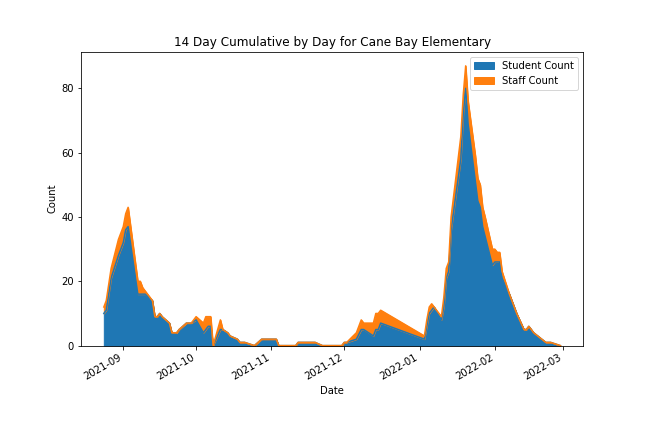 14 Day Cumulative by Day for Cane Bay Elementary
Student Count
Staff Count
80
60
40
20
0
Count
2021-09
2021-10
2021-11
2021-12
2022-01
2022-02
2022-03
Date